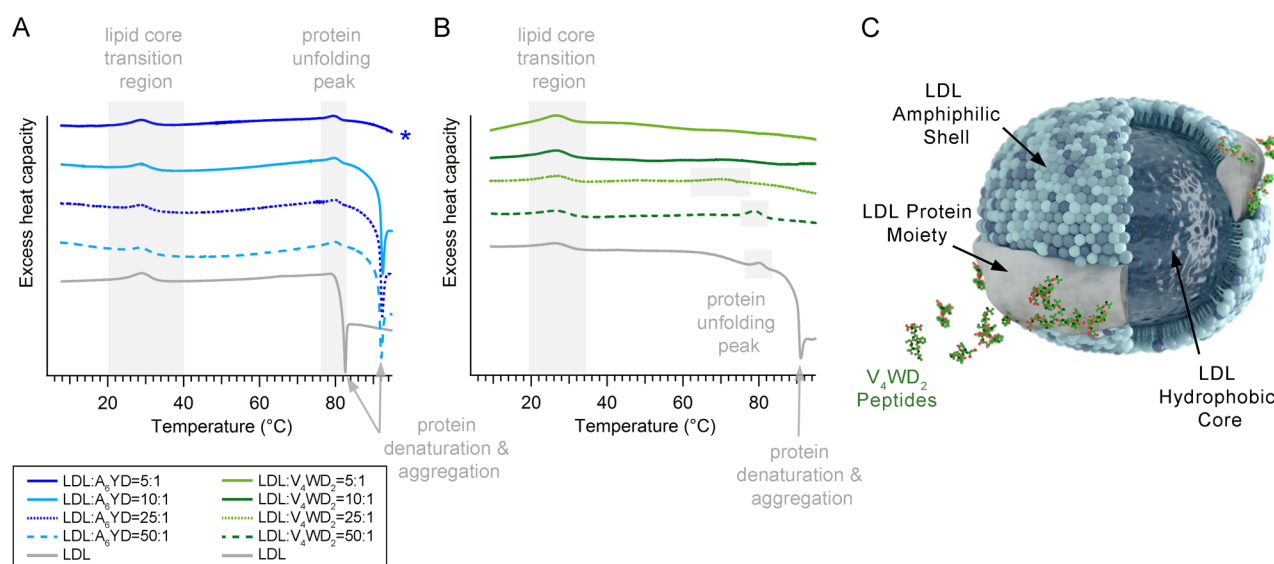 A
lipid core
transition
region
protein
unfolding
peak
Excess heat capacity
*
20
40
60
80
Temperature (°C)
protein
denaturation &
aggregation
B
lipid core
transition
region
Excess heat capacity
protein
unfolding
peak
20
40
60
80
Temperature (°C)
protein
denaturation &
aggregation
C
LDL
Amphiphilic
Shell
LDL Protein
Moiety
V₄WD₂
Peptides
LDL
Hydrophobic
Core
LDL:A₆YD=5:1
LDL:A₆YD=10:1
LDL:A₆YD=25:1
LDL:A₆YD=50:1
LDL
LDL:V₄WD₂=5:1
LDL:V₄WD₂=10:1
LDL:V₄WD₂=25:1
LDL:V₄WD₂=50:1
LDL